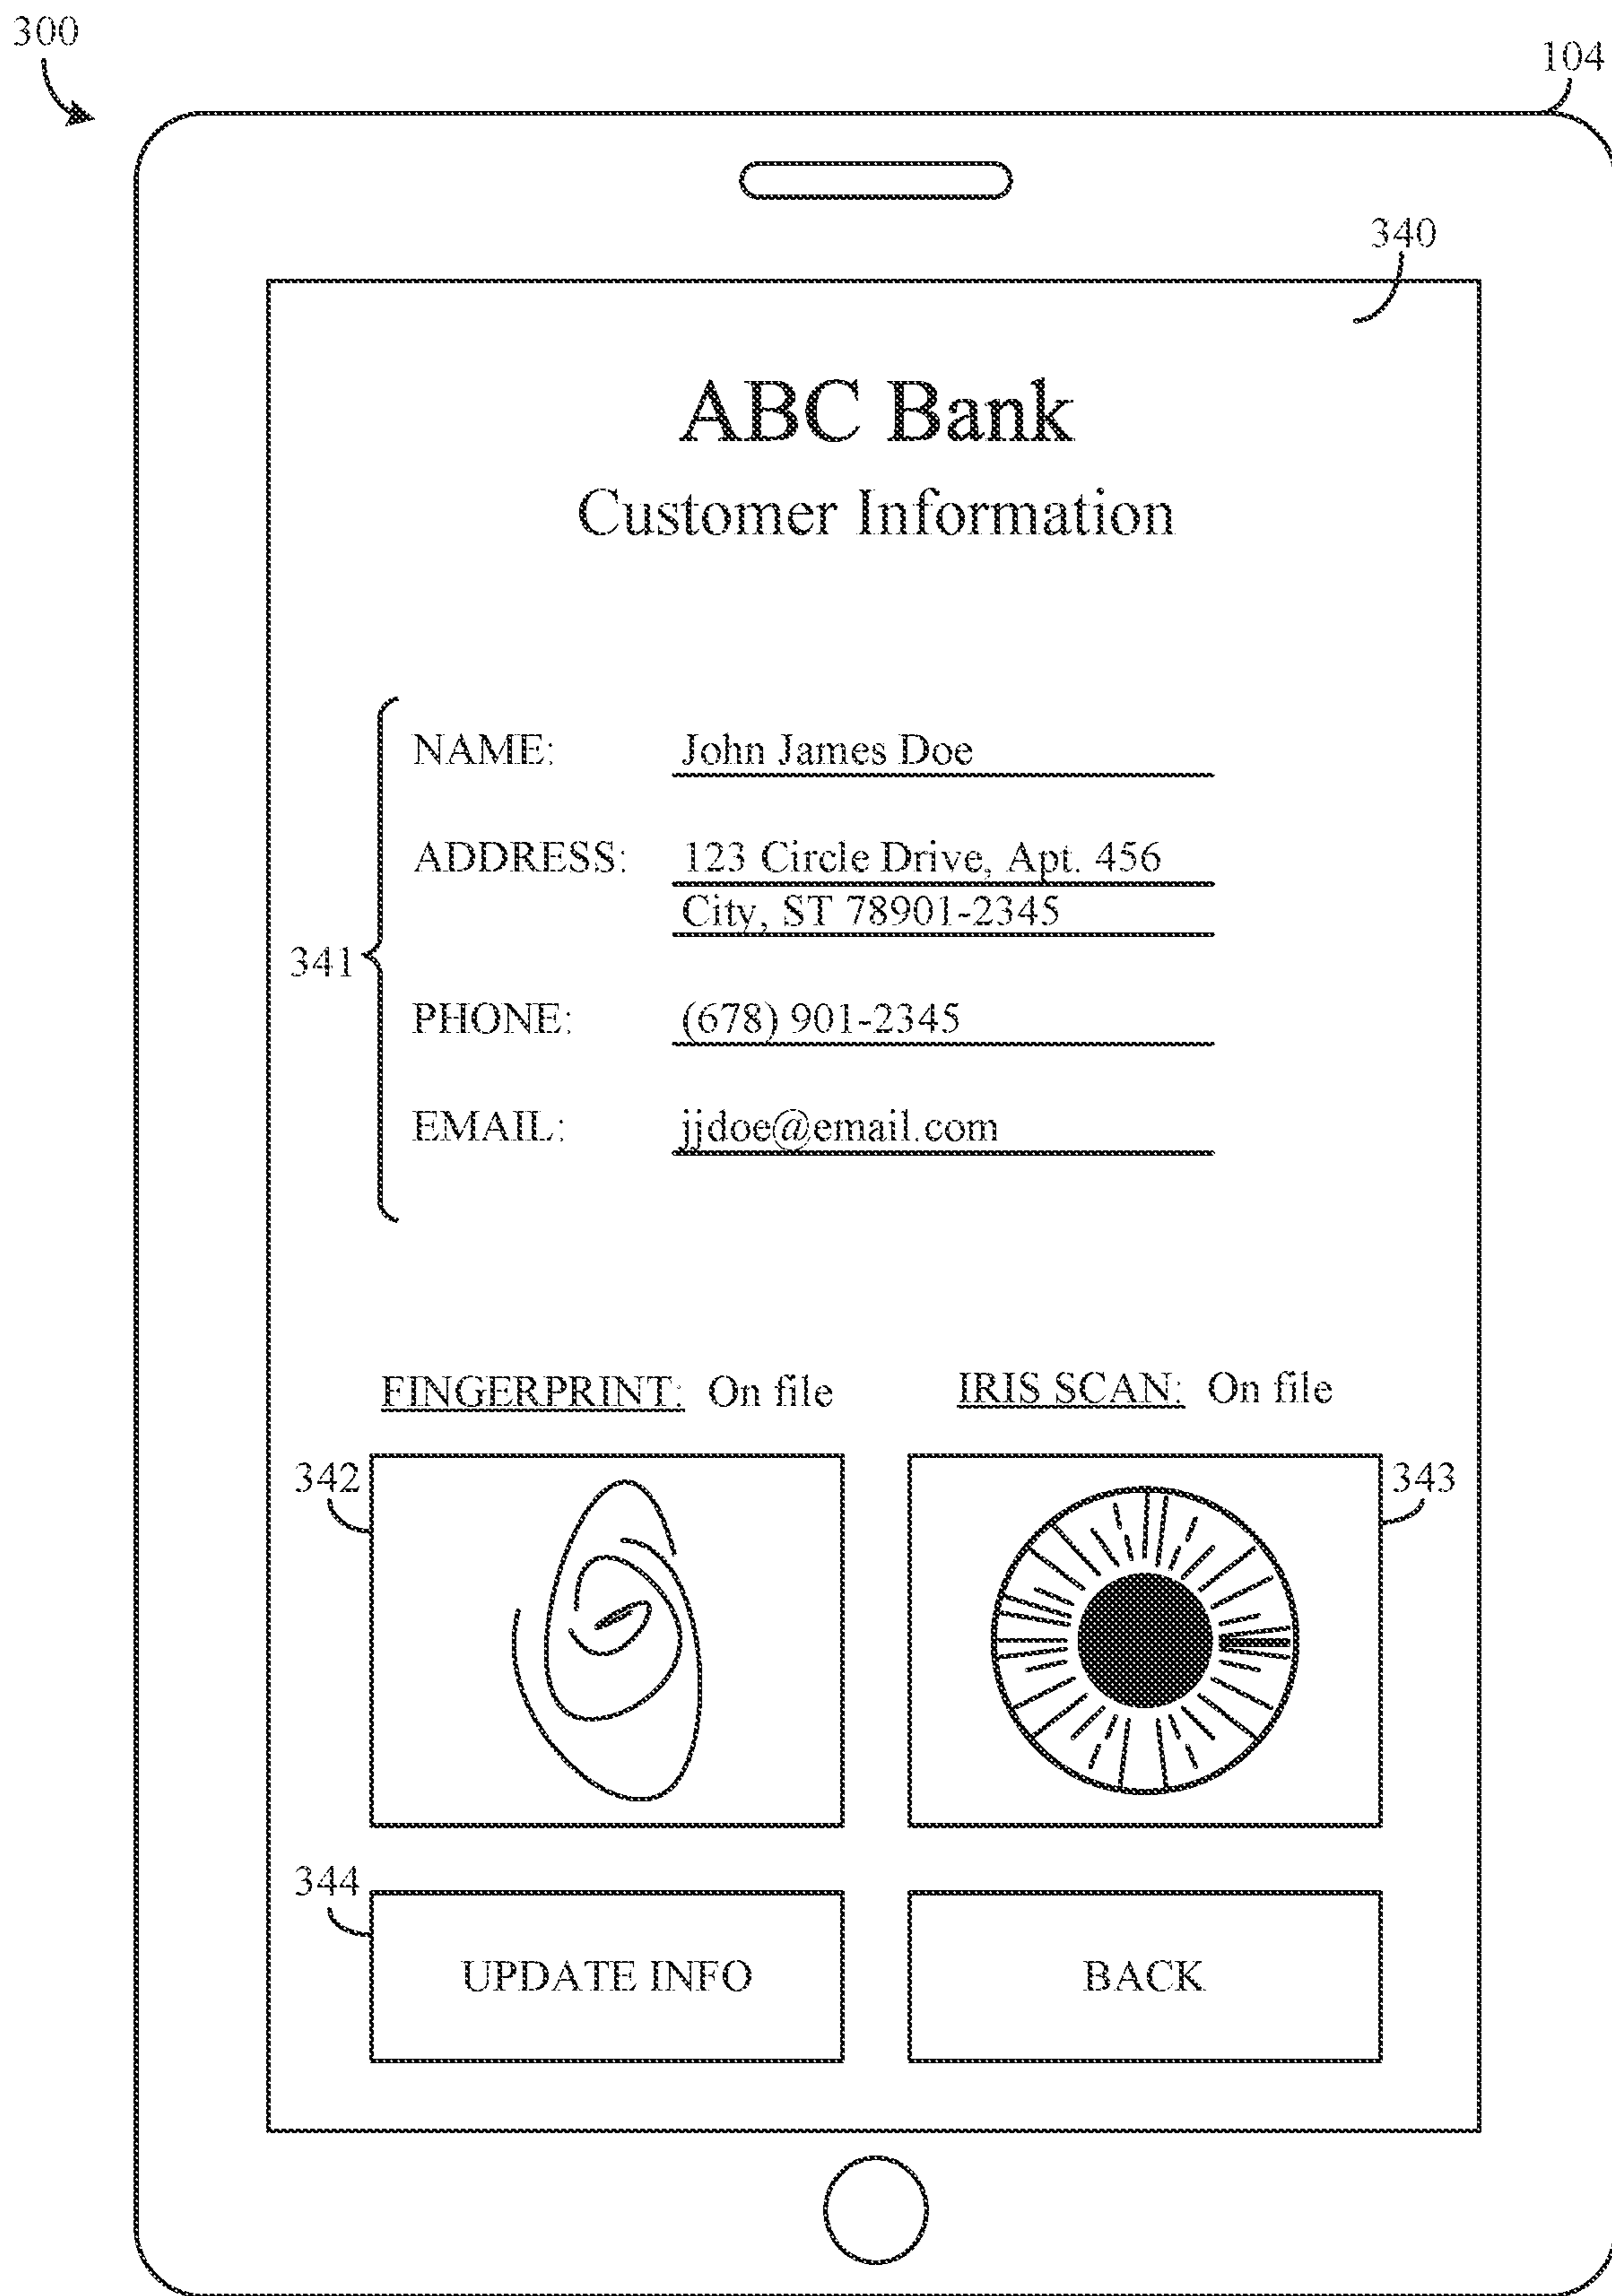 300
104
340
ABC Bank
Customer Information
NAME: John James Doe
ADDRESS: 123 Circle Drive, Apt. 456
City, ST 78901-2345
341
PHONE: (678) 901-2345
EMAIL: jjdoe@email.com
FINGERPRINT: On file IRIS SCAN: On file
342 343
344
UPDATE INFO BACK